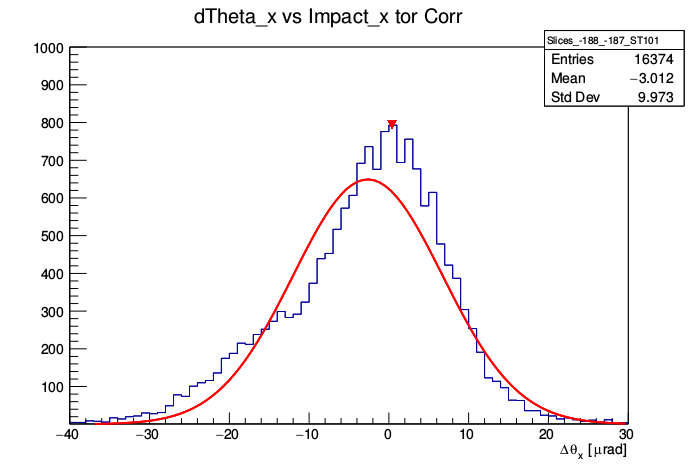 dTheta_x vs Impact_x tor Corr
Slices_-188_-187_ST101
Entries 16374
Mean −3.012
Std Dev 9.973
1000
900
800
700
600
500
400
300
200
100
−40 −30 −20 −10 0 10 20 30
Δθx [μrad]